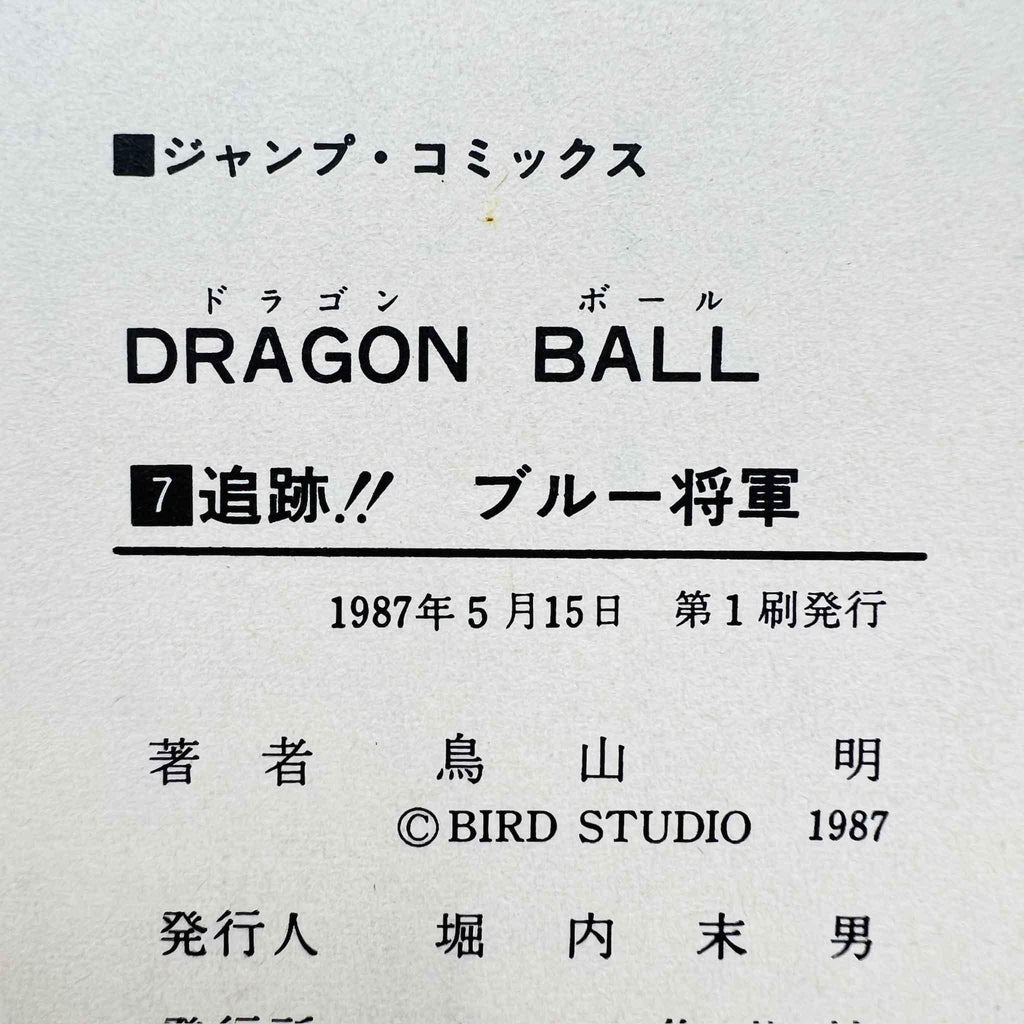 ■ジャンプ・コミックス
ドラゴン ボール
DRAGON BALL
7 追跡!! ブルー将軍
1987年5月15日 第1刷発行
著者 鳥山 明
©BIRD STUDIO 1987
発行人 堀内末男